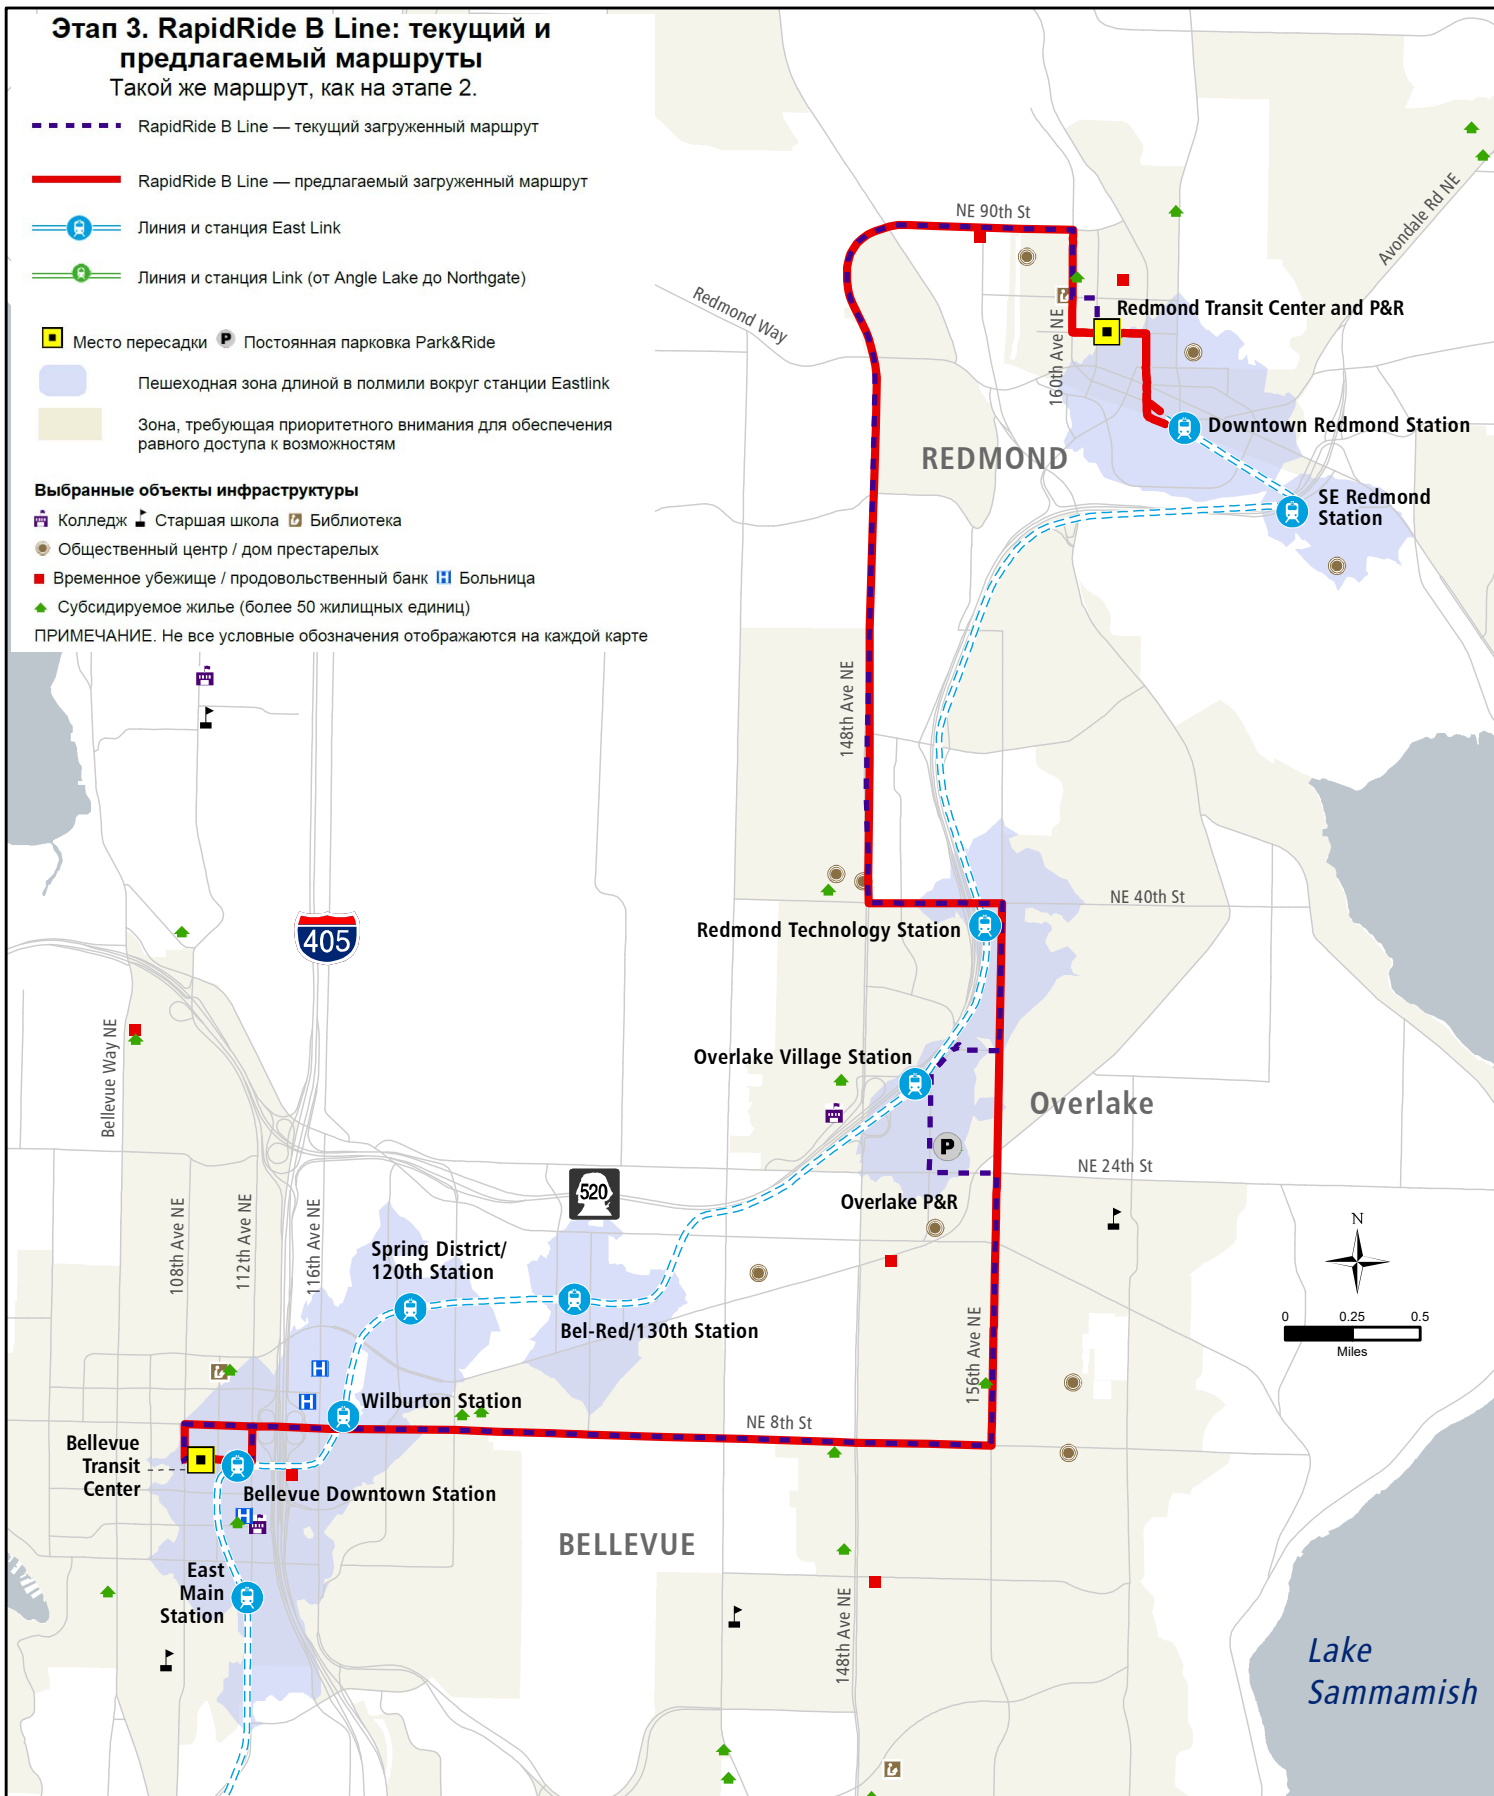 Этап 3. RapidRide B Line: текущий и
предлагаемый маршруты
Такой же маршрут, как на этапе 2.
RapidRide B Line — текущий загруженный маршрут
RapidRide B Line — предлагаемый загруженный маршрут
Линия и станция East Link
Линия и станция Link (от Angle Lake до Northgate)
Место пересадки P Постоянная парковка Park&Ride
Пешеходная зона длиной в полмили вокруг станции Eastlink
Зона, требующая приоритетного внимания для обеспечения
равного доступа к возможностям
Выбранные объекты инфраструктуры
Колледж Старшая школа Библиотека
Общественный центр / дом престарелых
Временное убежище / продовольственный банк H Больница
Субсидируемое жилье (более 50 жилищных единиц)
ПРИМЕЧАНИЕ. Не все условные обозначения отображаются на каждой карте
NE 90th St
Avondale Rd NE
Redmond Way
160th Ave NE
Redmond Transit Center and P&R
Downtown Redmond Station
REDMOND
SE Redmond
Station
148th Ave NE
NE 40th St
Redmond Technology Station
405
Bellevue Way NE
Overlake Village Station
Overlake
P
NE 24th St
520
Overlake P&R
108th Ave NE
112th Ave NE
116th Ave NE
Spring District/
120th Station
N
0 0.25 0.5
Miles
Bel-Red/130th Station
156th Ave NE
H
H
Wilburton Station
NE 8th St
Bellevue
Transit
Center
Bellevue Downtown Station
H
BELLEVUE
East
Main
Station
148th Ave NE
Lake
Sammamish